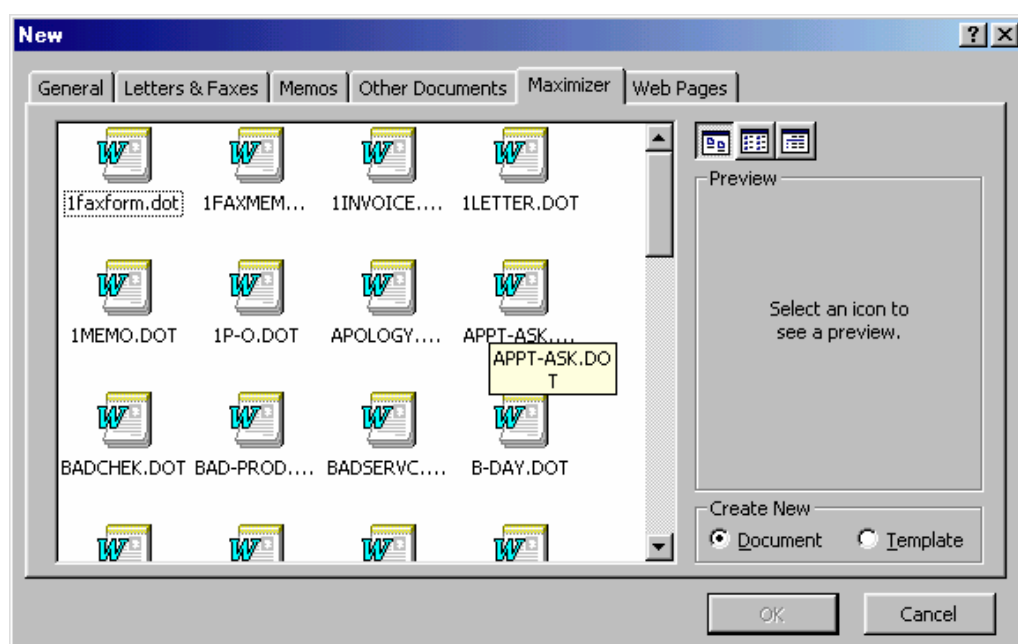 New
General Letters & Faxes Memos Other Documents Maximizer Web Pages
1faxform.dot 1FAXMEM... 1INVOICE.... 1LETTER.DOT
1MEMO.DOT 1P-O.DOT APOLOGY.... APPT-ASK....
APPT-ASK.DO
T
BADCHEK.DOT BAD-PROD.... BADSERVC.... B-DAY.DOT
Preview
Select an icon to
see a preview.
Create New
Document Template
OK Cancel